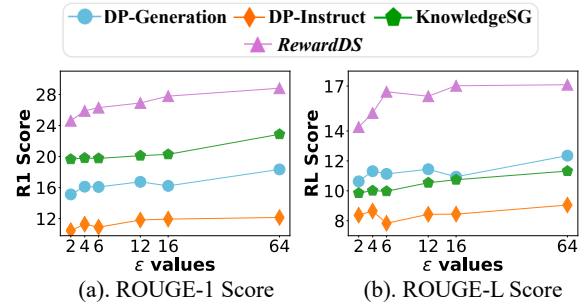 DP-Generation DP-Instruct KnowledgeSG
RewardDS
R1 Score
28
24
20
16
12
2 4 6 12 16 64
ε values
(a). ROUGE-1 Score
RL Score
17
14
12
10
8
2 4 6 12 16 64
ε values
(b). ROUGE-L Score